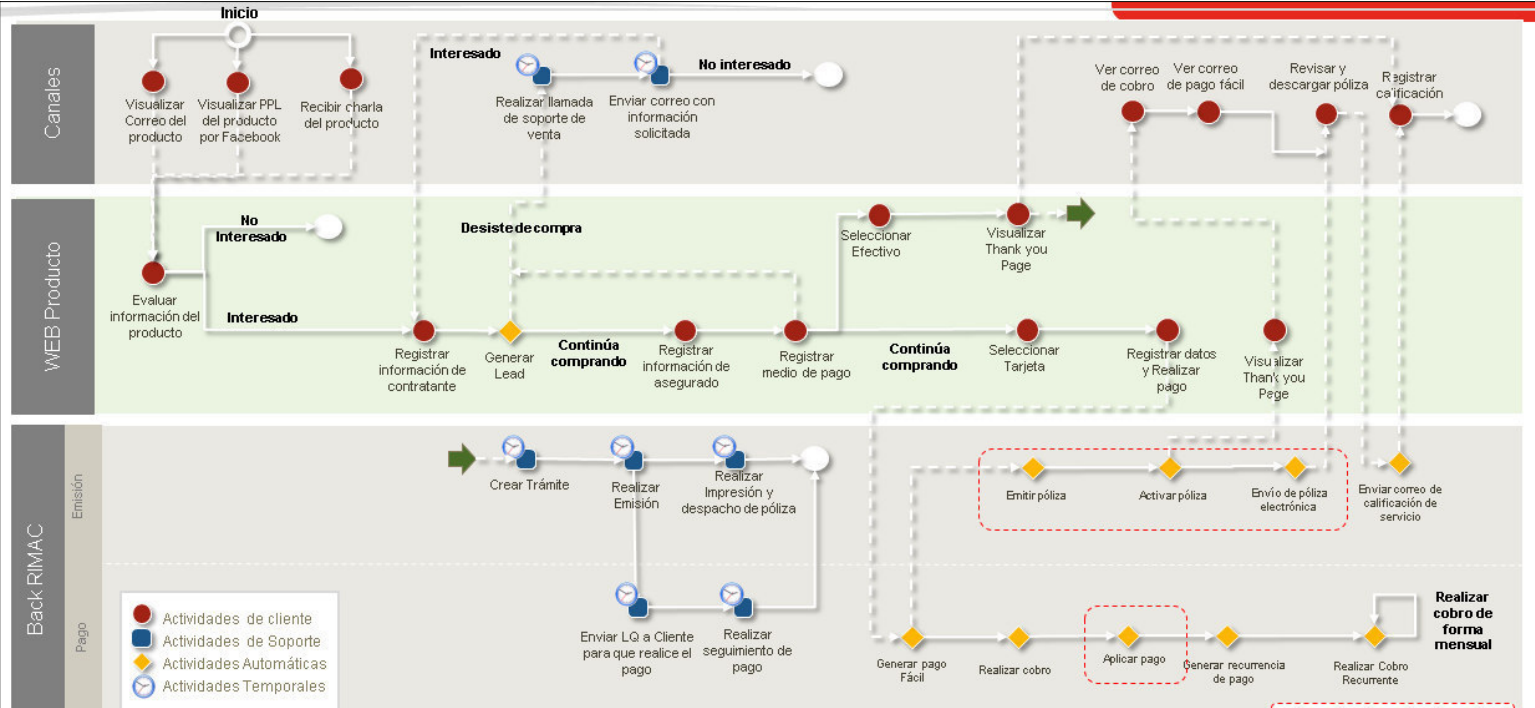 Inicio
Canales
Visualizar
Correo del
producto
Visualizar PPL
del producto
por Facebook
Recibir charla
del producto
Interesado
Realizar llamada
de soporte de
venta
Enviar correo con
información
solicitada
No interesado
Ver correo
de cobro
Ver correo
de pago fácil
Revisar y
descargar póliza
Registrar
calificación
WEB Producto
No
Interesado
Evaluar
información del
producto
Interesado
Desiste de compra
Registrar
información de
contratante
Generar
Lead
Continúa
comprando
Registrar
información de
asegurado
Registrar
medio de pago
Seleccionar
Efectivo
Visualizar
Thank you
Page
Continúa
comprando
Seleccionar
Tarjeta
Registrar datos
y Realizar
pago
Visualizar
Thank you
Page
Back RIMAC
Emisión
Crear Trámite
Realizar
Emisión
Realizar
Impresión y
despacho de póliza
Emitir póliza
Activar póliza
Envío de póliza
electrónica
Enviar correo de
calificación de
servicio
Pago
Enviar LQ a Cliente
para que realice el
pago
Realizar
seguimiento de
pago
Generar pago
Fácil
Realizar cobro
Aplicar pago
Generar recurrencia
de pago
Realizar Cobro
Recurrente
Realizar
cobro de
forma
mensual
Actividades de cliente
Actividades de Soporte
Actividades Automáticas
Actividades Temporales